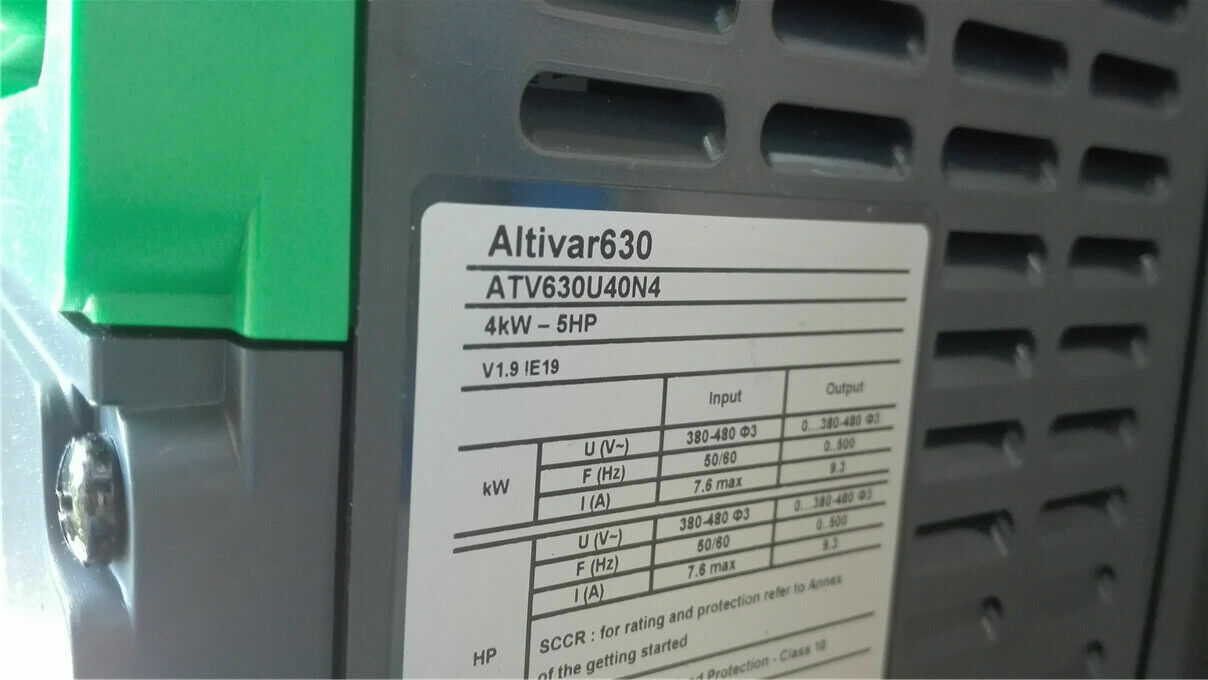 Altivar630
ATV630U40N4
4kW – 5HP
V1.9 IE19
Input Output
kW
U (V~) 380-480 Φ3 0...380-480 Φ3
F (Hz) 50/60 0..500
I (A) 7.6 max 9.3
HP
U (V~) 380-480 Φ3 0...380-480 Φ3
F (Hz) 50/60 0..500
I (A) 7.6 max 9.3
SCCR : for rating and protection refer to Annex
of the getting started
Protection - Class 10